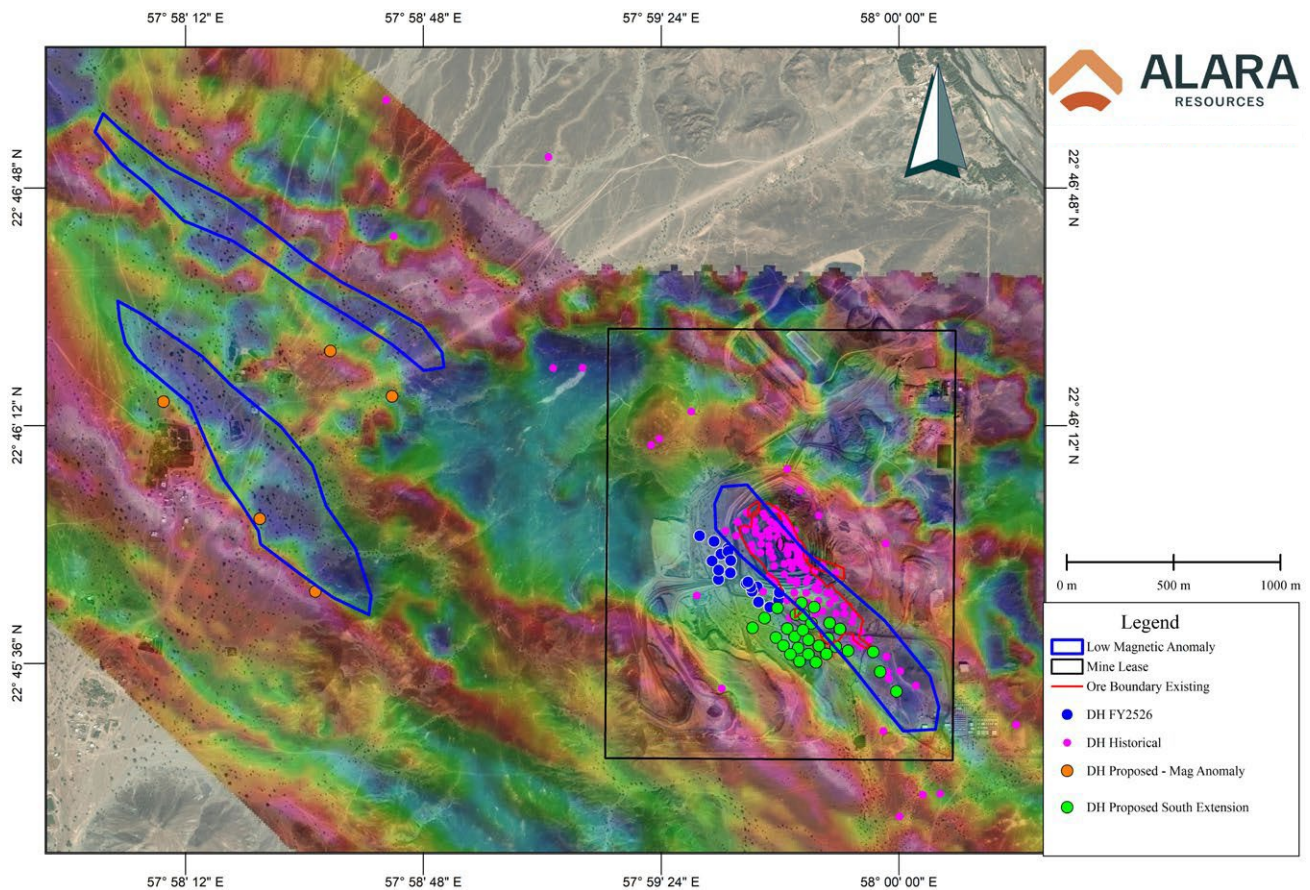 57° 58' 12" E
57° 58' 48" E
57° 59' 24" E
58° 00' 00" E
ALARA
RESOURCES
22° 46' 48" N
22° 46' 48" N
22° 46' 12" N
22° 46' 12" N
22° 45' 36" N
22° 45' 36" N
0 m
500 m
1000 m
Legend
Low Magnetic Anomaly
Mine Lease
Ore Boundary Existing
DH FY2526
DH Historical
DH Proposed - Mag Anomaly
DH Proposed South Extension
57° 58' 12" E
57° 58' 48" E
57° 59' 24" E
58° 00' 00" E